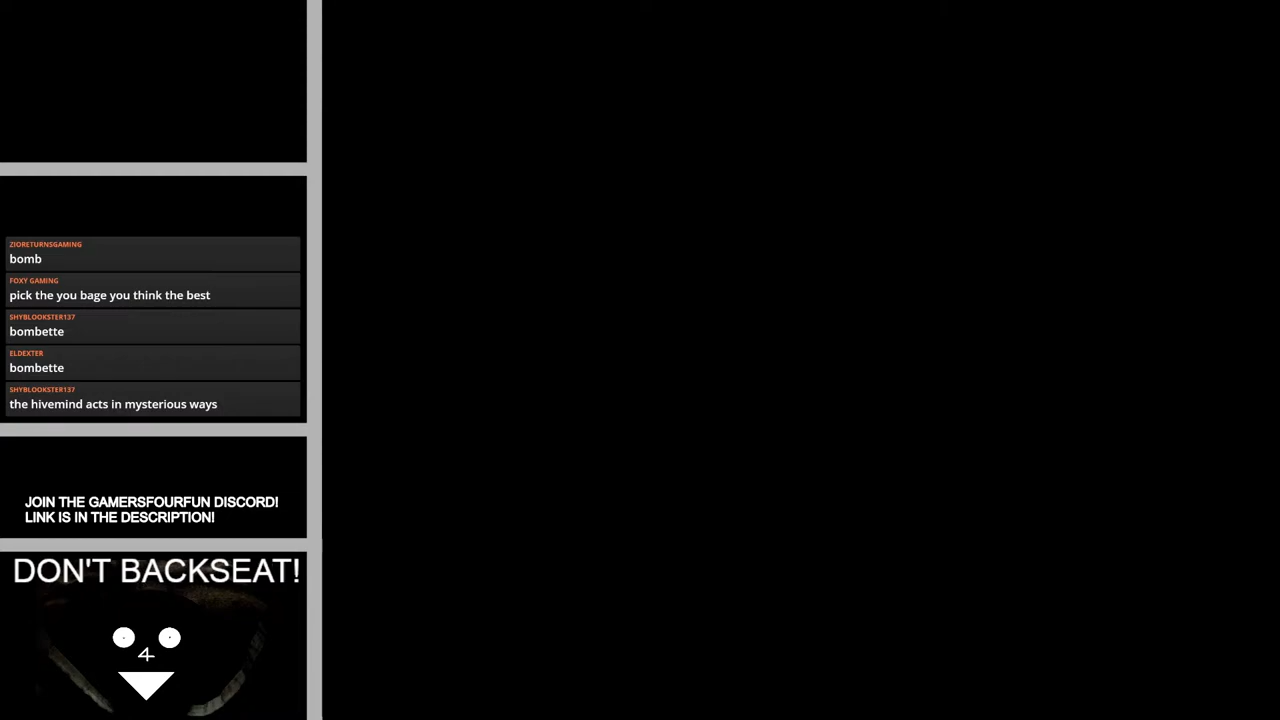 ZIORETURNSGAMING
bomb
FOXY GAMING
pick the you bage you think the best
SHYBLOOKSTER137
bombette
ELDEXTER
bombette
SHYBLOOKSTER137
the hivemind acts in mysterious ways
JOIN THE GAMERSFOURFUN DISCORD!
LINK IS IN THE DESCRIPTION!
DON'T BACKSEAT!
4